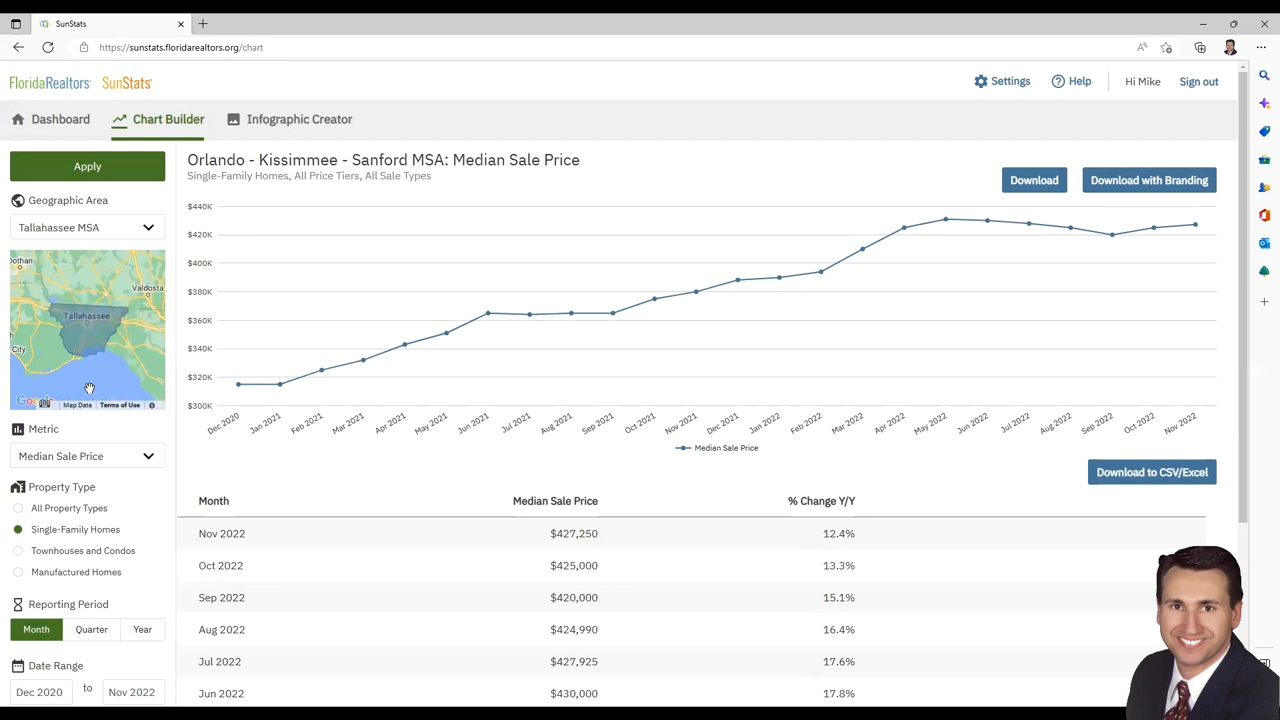 SunStats
https://sunstats.floridarealtors.org/chart
FloridaRealtors SunStats
Settings
Help
Hi Mike
Sign out
Dashboard
Chart Builder
Infographic Creator
Apply
Geographic Area
Tallahassee MSA
Dothan
Valdosta
Tallahassee
City
Google
Map Data
Terms of Use
Metric
Median Sale Price
Property Type
All Property Types
Single-Family Homes
Townhouses and Condos
Manufactured Homes
Reporting Period
Month Quarter Year
Date Range
Dec 2020 to Nov 2022
Orlando - Kissimmee - Sanford MSA: Median Sale Price
Single-Family Homes, All Price Tiers, All Sale Types
Download
Download with Branding
$440K
$420K
$400K
$380K
$360K
$340K
$320K
$300K
Dec 2020 Jan 2021 Feb 2021 Mar 2021 Apr 2021 May 2021 Jun 2021 Jul 2021 Aug 2021 Sep 2021 Oct 2021 Nov 2021 Dec 2021 Jan 2022 Feb 2022 Mar 2022 Apr 2022 May 2022 Jun 2022 Jul 2022 Aug 2022 Sep 2022 Oct 2022 Nov 2022
Median Sale Price
Download to CSV/Excel
Month Median Sale Price % Change Y/Y
Nov 2022 $427,250 12.4%
Oct 2022 $425,000 13.3%
Sep 2022 $420,000 15.1%
Aug 2022 $424,990 16.4%
Jul 2022 $427,925 17.6%
Jun 2022 $430,000 17.8%